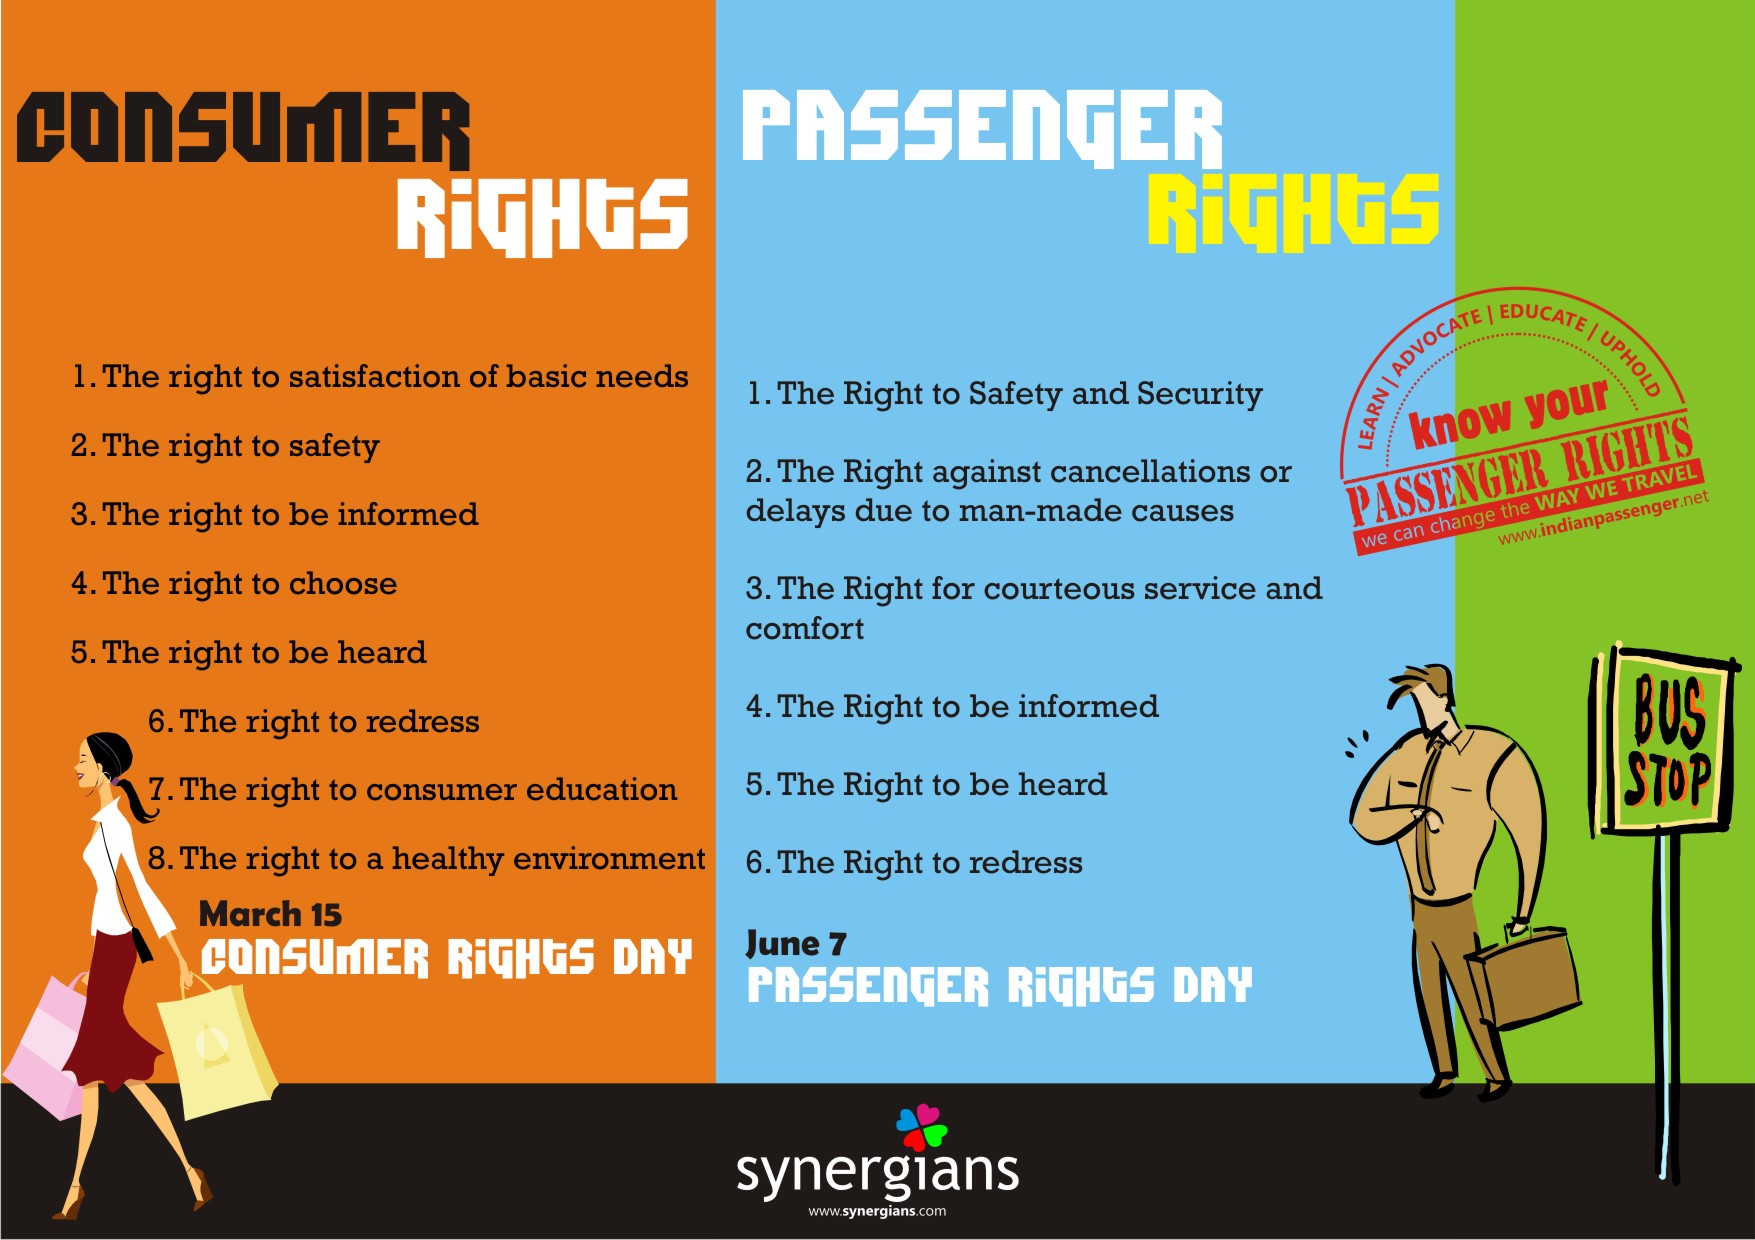 CONSUMER
RiGHtS
1. The right to satisfaction of basic needs
2. The right to safety
3. The right to be informed
4. The right to choose
5. The right to be heard
6. The right to redress
7. The right to consumer education
8. The right to a healthy environment
March 15
CONSUMER RiGHtS DAY
PASSENGER
RiGHtS
1. The Right to Safety and Security
2. The Right against cancellations or
delays due to man-made causes
3. The Right for courteous service and
comfort
4. The Right to be informed
5. The Right to be heard
6. The Right to redress
June 7
PASSENGER RiGHtS DAY
LEARN | ADVOCATE | EDUCATE | UPHOLD
know your
PASSENGER RIGHTS
we can change the WAY WE TRAVEL
www.indianpassenger.net
BUS
STOP
synergians
www.synergians.com